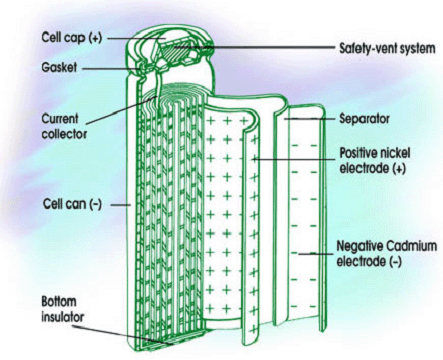 Cell cap (+)
Gasket
Current
collector
Cell can (-)
Bottom
insulator
Safety-vent system
Separator
Positive nickel
electrode (+)
Negative Cadmium
electrode (-)